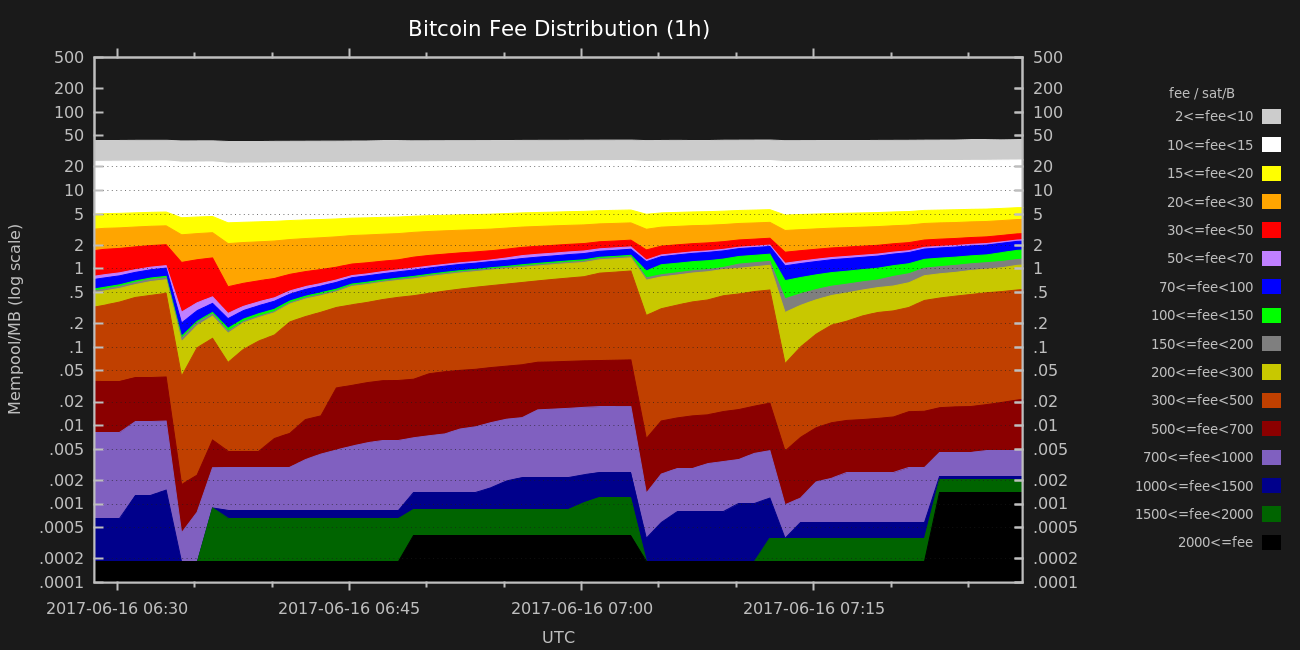 Bitcoin Fee Distribution (1h)
Mempool/MB (log scale)
500
200
100
50
20
10
5
2
1
.5
.2
.1
.05
.02
.01
.005
.002
.001
.0005
.0002
.0001
500
200
100
50
20
10
5
2
1
.5
.2
.1
.05
.02
.01
.005
.002
.001
.0005
.0002
.0001
2017-06-16 06:30
2017-06-16 06:45
2017-06-16 07:00
2017-06-16 07:15
UTC
fee / sat/B
2<=fee<10
10<=fee<15
15<=fee<20
20<=fee<30
30<=fee<50
50<=fee<70
70<=fee<100
100<=fee<150
150<=fee<200
200<=fee<300
300<=fee<500
500<=fee<700
700<=fee<1000
1000<=fee<1500
1500<=fee<2000
2000<=fee